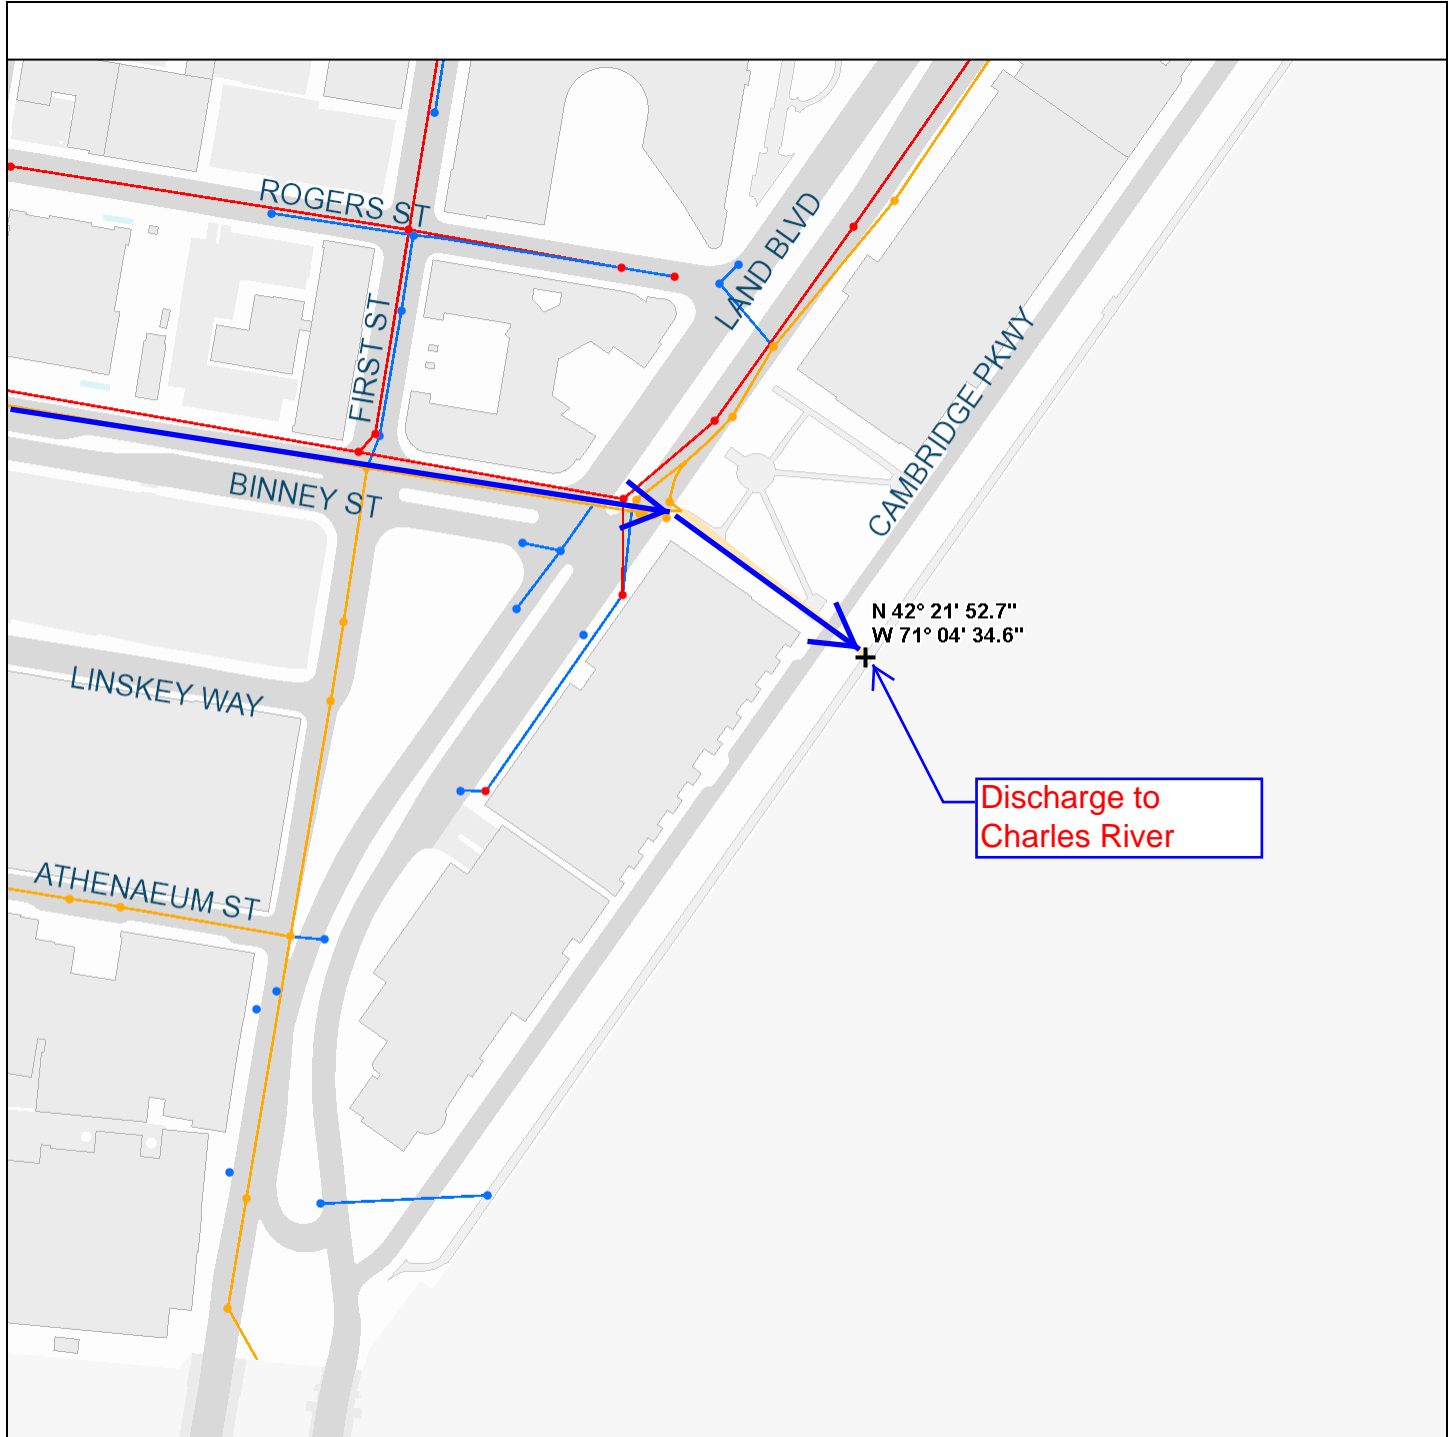 ROGERS ST
LAND BLVD
FIRST ST
CAMBRIDGE PKWY
BINNEY ST
N 42° 21' 52.7"
W 71° 04' 34.6"
LINSKEY WAY
Discharge to
Charles River
ATHENAEUM ST